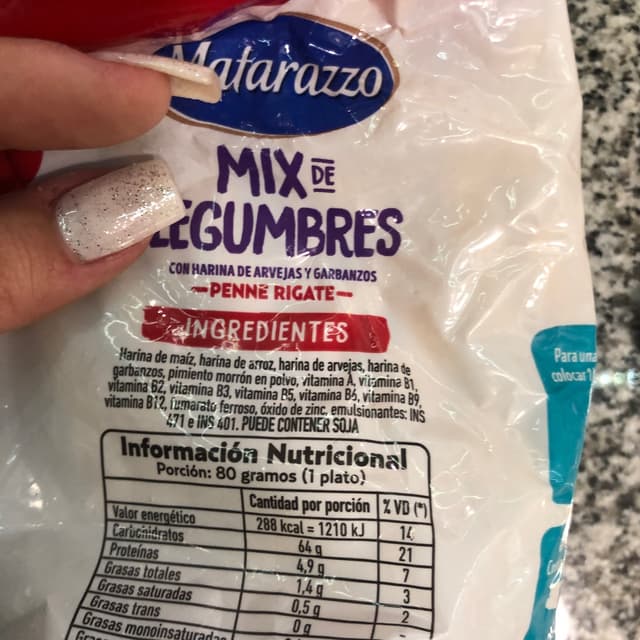 Matarazzo
MIX DE
LEGUMBRES
CON HARINA DE ARVEJAS Y GARBANZOS
PENNE RIGATE
INGREDIENTES
Harina de maíz, harina de arroz, harina de arvejas, harina de
garbanzos, pimiento morrón en polvo, vitamina A, vitamina B1,
vitamina B2, vitamina B3, vitamina B5, vitamina B6, vitamina B9,
vitamina B12, fumarato ferroso, óxido de zinc, emulsionantes: INS
471 e INS 401. PUEDE CONTENER SOJA
Información Nutricional
Porción: 80 gramos (1 plato)
Cantidad por porción % VD (*)
Valor energético 288 kcal = 1210 kJ 14
Carbohidratos 64 g 21
Proteínas 4,9 g 7
Grasas totales 1,4 g 3
Grasas saturadas 0,5 g 2
Grasas trans 0 g -
Grasas monoinsaturadas
Para una
colocar